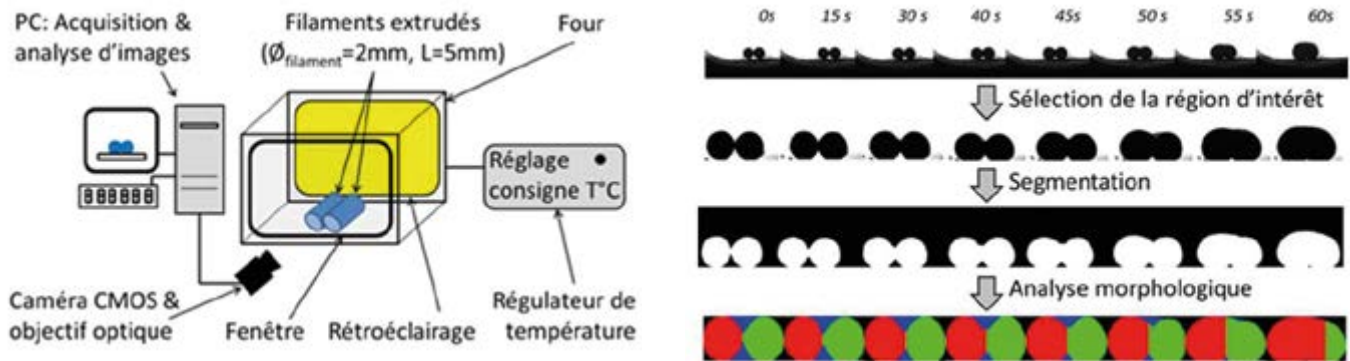 PC: Acquisition &
analyse d'images
Filaments extrudés
(Ø filament=2mm, L=5mm)
Four
Réglage
consigne T°C
Caméra CMOS &
objectif optique
Fenêtre
Rétroéclairage
Régulateur de
température
0s 15 s 30 s 40 s 45s 50 s 55 s 60s
Sélection de la région d'intérêt
Segmentation
Analyse morphologique